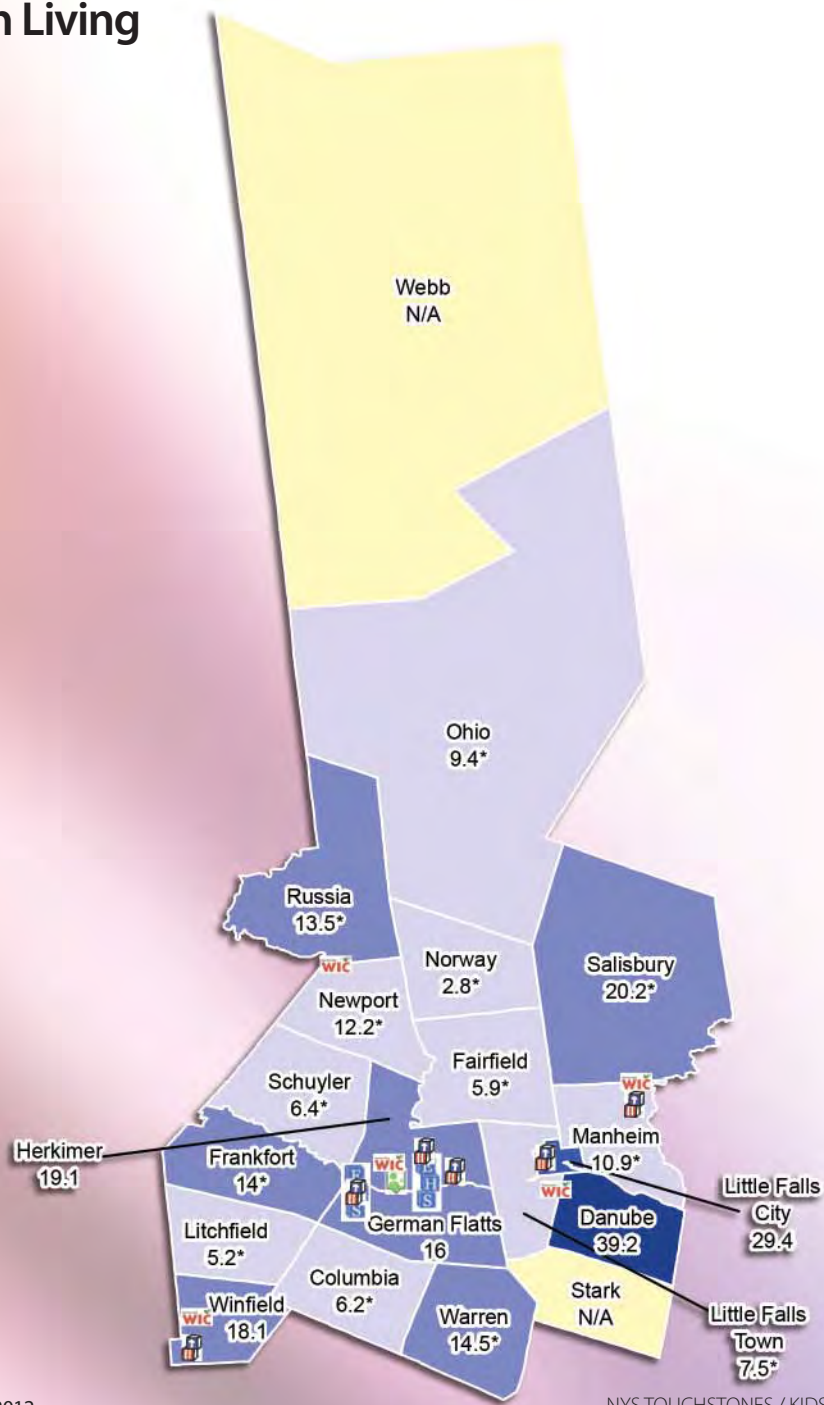 n Living
Webb
N/A
Ohio
9.4*
Russia
13.5*
Salisbury
20.2*
Norway
2.8*
WIC
Newport
12.2*
Fairfield
5.9*
Schuyler
6.4*
WIC
Herkimer
19.1
Frankfort
14*
WIC
Manheim
10.9*
WIC
Little Falls
City
29.4
E
S
E
H
S
German Flatts
16
Danube
39.2
Litchfield
5.2*
Columbia
6.2*
Stark
N/A
WIC
Winfield
18.1
Warren
14.5*
Little Falls
Town
7.5*
NYS TOUCHSTONES / KIDS